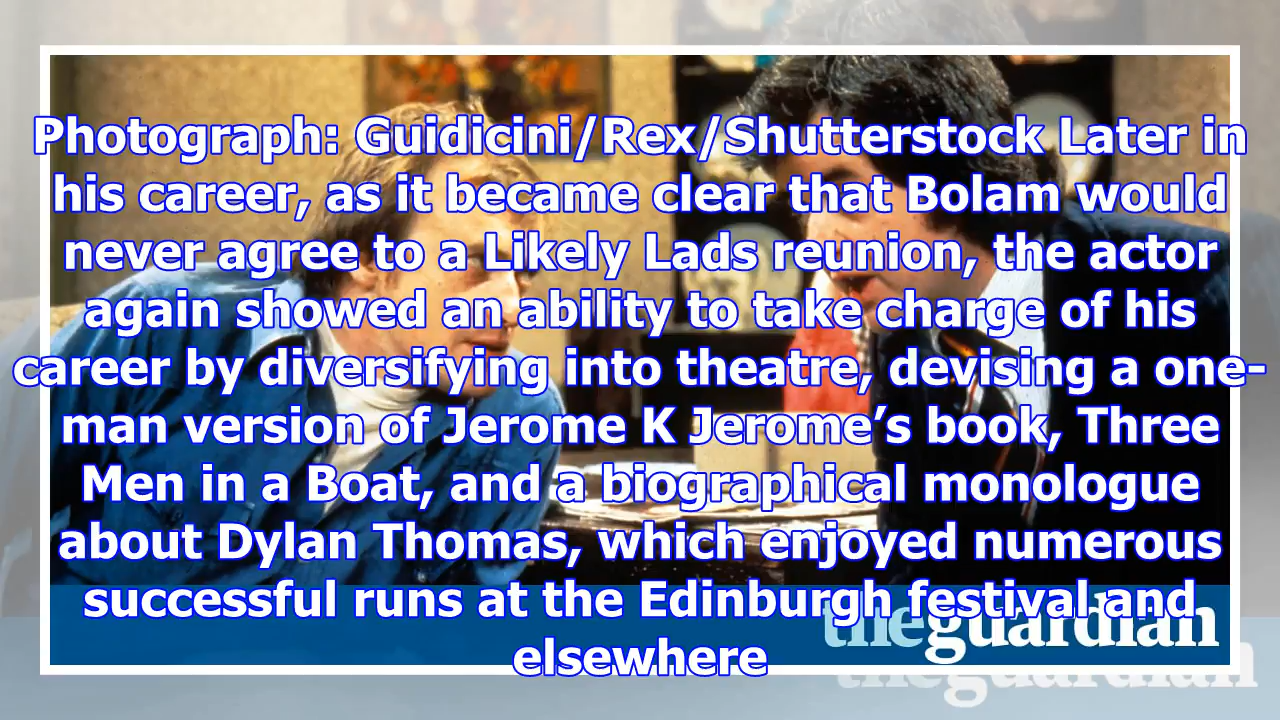 Photograph: Guidicini/Rex/Shutterstock Later in
his career, as it became clear that Bolam would
never agree to a Likely Lads reunion, the actor
again showed an ability to take charge of his
career by diversifying into theatre, devising a one-
man version of Jerome K Jerome’s book, Three
Men in a Boat, and a biographical monologue
about Dylan Thomas, which enjoyed numerous
successful runs at the Edinburgh festival and
elsewhere
theguardian
theguardian